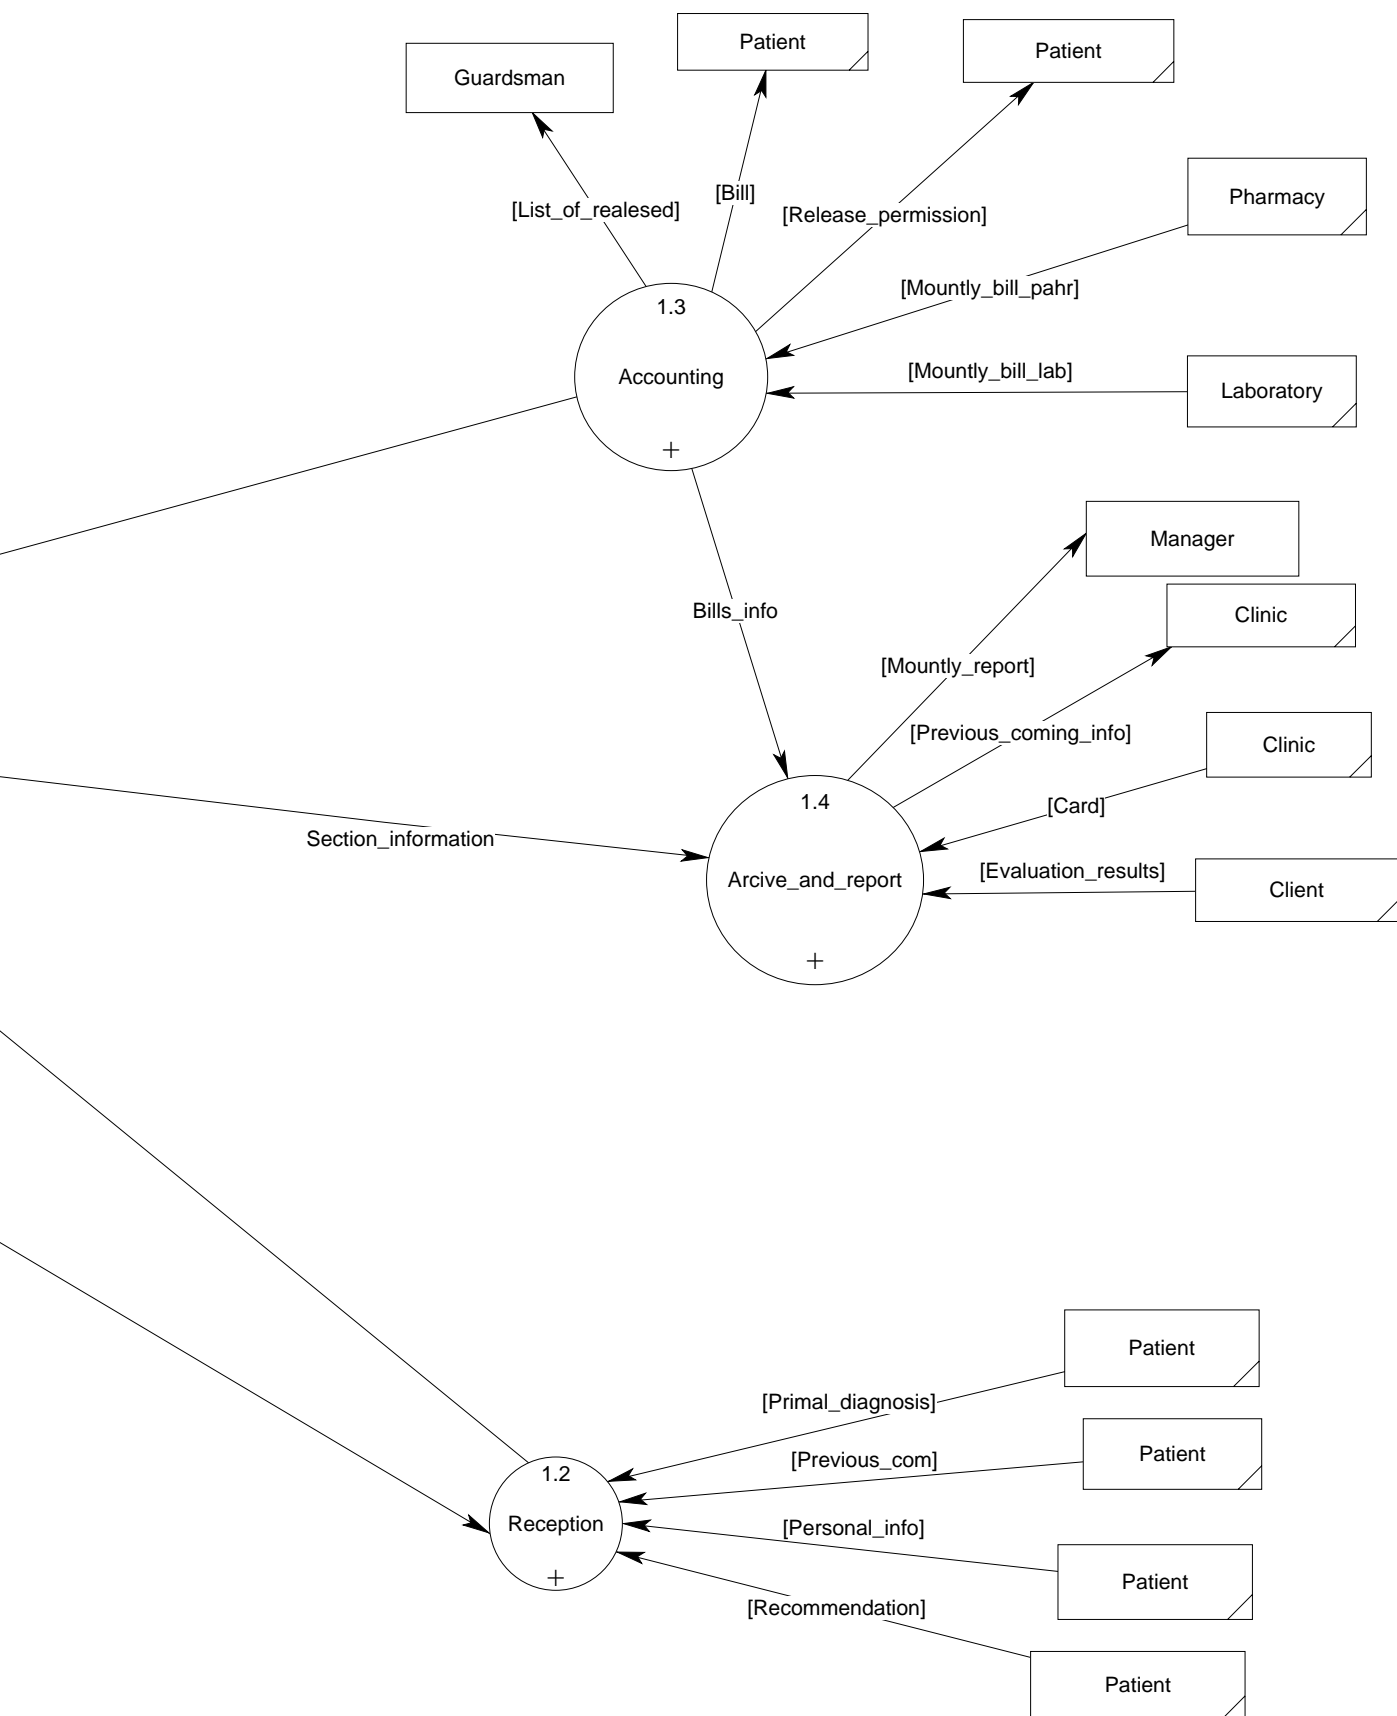 Patient
Patient
Guardsman
Pharmacy
[Bill]
[List_of_realesed]
[Release_permission]
[Mountly_bill_pahr]
1.3
[Mountly_bill_lab]
Accounting
Laboratory
+
Manager
Bills_info
Clinic
[Mountly_report]
[Previous_coming_info]
Clinic
1.4
[Card]
Section_information
[Evaluation_results]
Arcive_and_report
Client
+
Patient
[Primal_diagnosis]
Patient
[Previous_com]
1.2
Reception
[Personal_info]
+
Patient
[Recommendation]
Patient